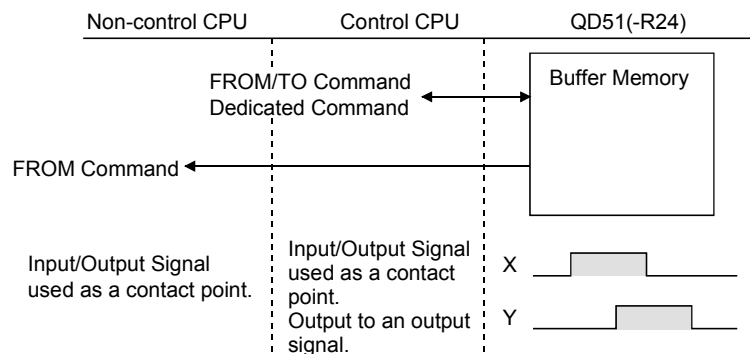 Non-control CPU
Control CPU
QD51(-R24)
FROM/TO Command
Dedicated Command
Buffer Memory
FROM Command
Input/Output Signal
used as a contact point.
Input/Output Signal
used as a contact
point.
Output to an output
signal.
X
Y